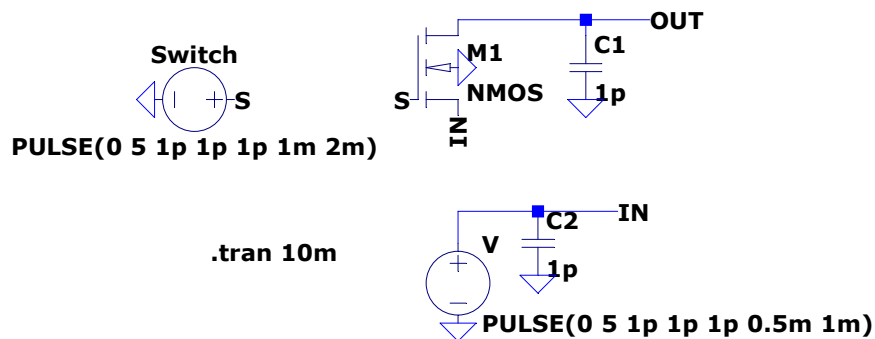 OUT
Switch
M1
C1
S
S
NMOS
1p
IN
PULSE(0 5 1p 1p 1p 1m 2m)
IN
C2
.tran 10m
V
1p
PULSE(0 5 1p 1p 1p 0.5m 1m)